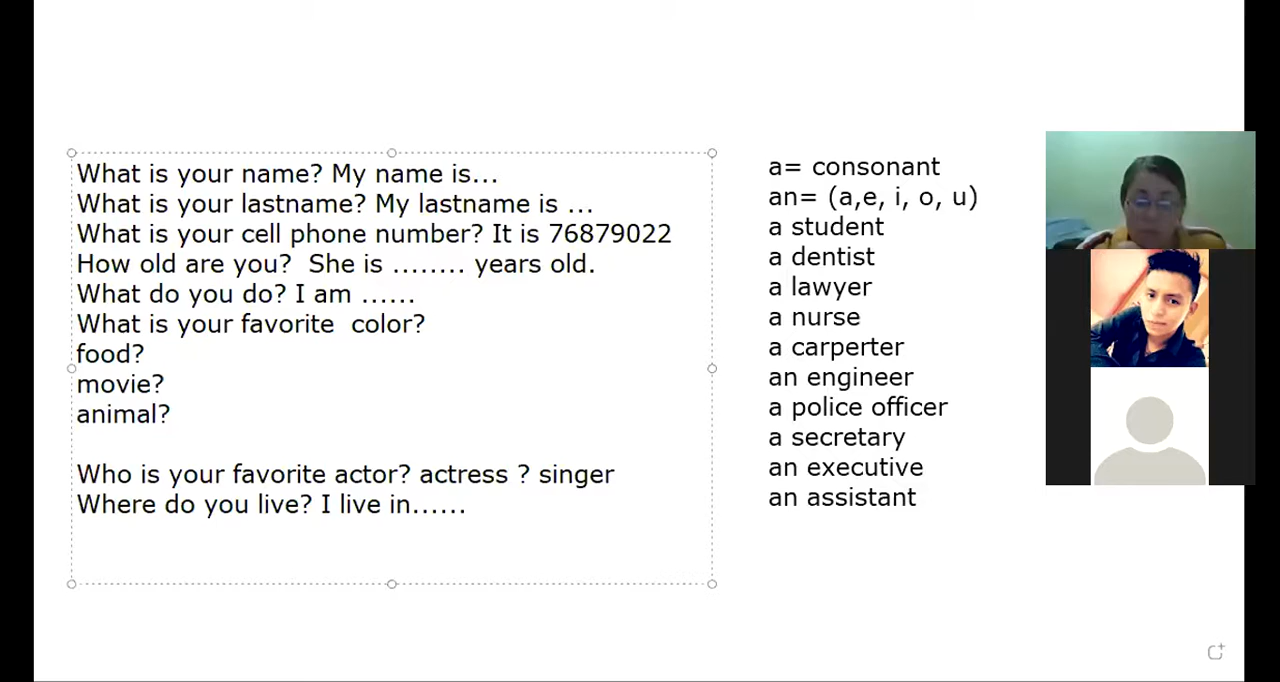 What is your name? My name is...
What is your lastname? My lastname is ...
What is your cell phone number? It is 76879022
How old are you?  She is ........ years old.
What do you do? I am ......
What is your favorite  color?
food?
movie?
animal?
Who is your favorite actor? actress ? singer
Where do you live? I live in......
a= consonant
an= (a,e, i, o, u)
a student
a dentist
a lawyer
a nurse
a carperter
an engineer
a police officer
a secretary
an executive
an assistant